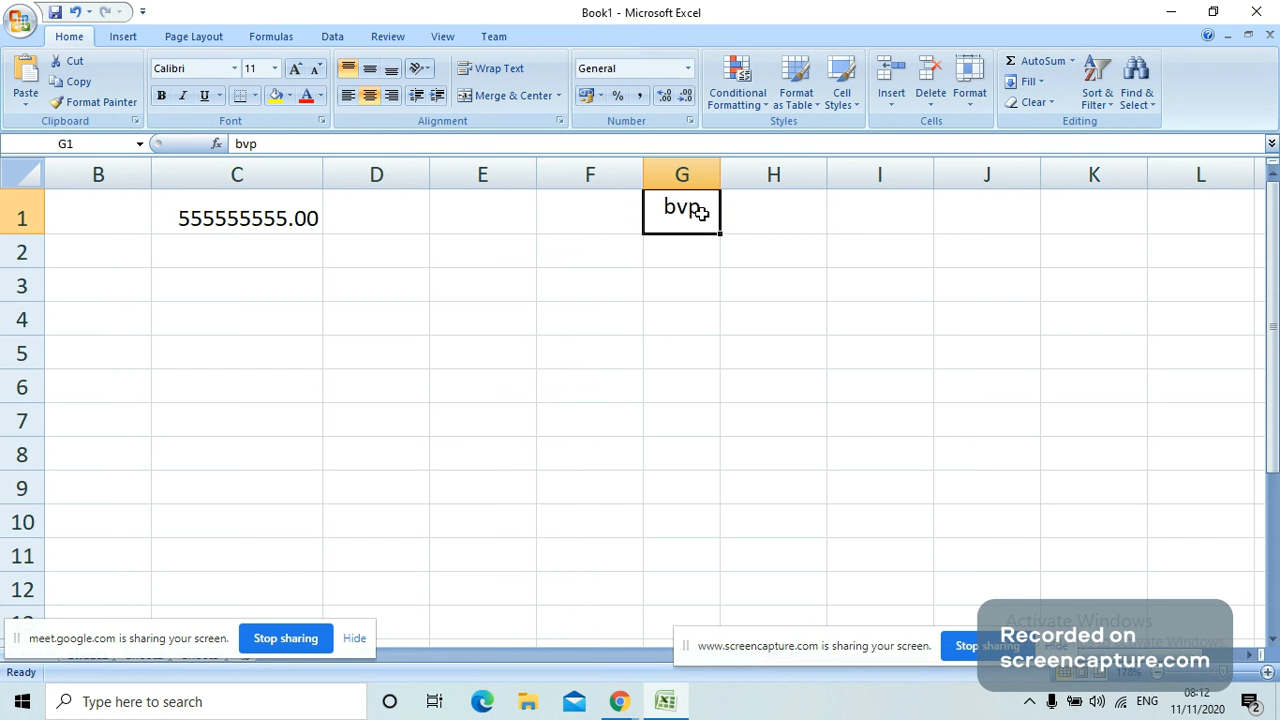 Book1 - Microsoft Excel
Home Insert Page Layout Formulas Data Review View Team
Paste
Cut
Copy
Format Painter
Clipboard
Calibri 11
B I U
Font
Wrap Text
Merge & Center
Alignment
General
% ,
Number
Conditional Formatting
Format as Table
Cell Styles
Styles
Insert Delete Format
Cells
Σ AutoSum
Fill
Clear
Sort & Filter
Find & Select
Editing
G1 fx bvp
B C D E F G H I J K L
1 555555555.00 bvp
2
3
4
5
6
7
8
9
10
11
12
meet.google.com is sharing your screen. Stop sharing Hide
www.screencapture.com is sharing your screen. Stop sharing Hide
Activate Windows
Recorded on
screencapture.com
Ready 178%
Type here to search
ENG
08-12
11/11/2020
2